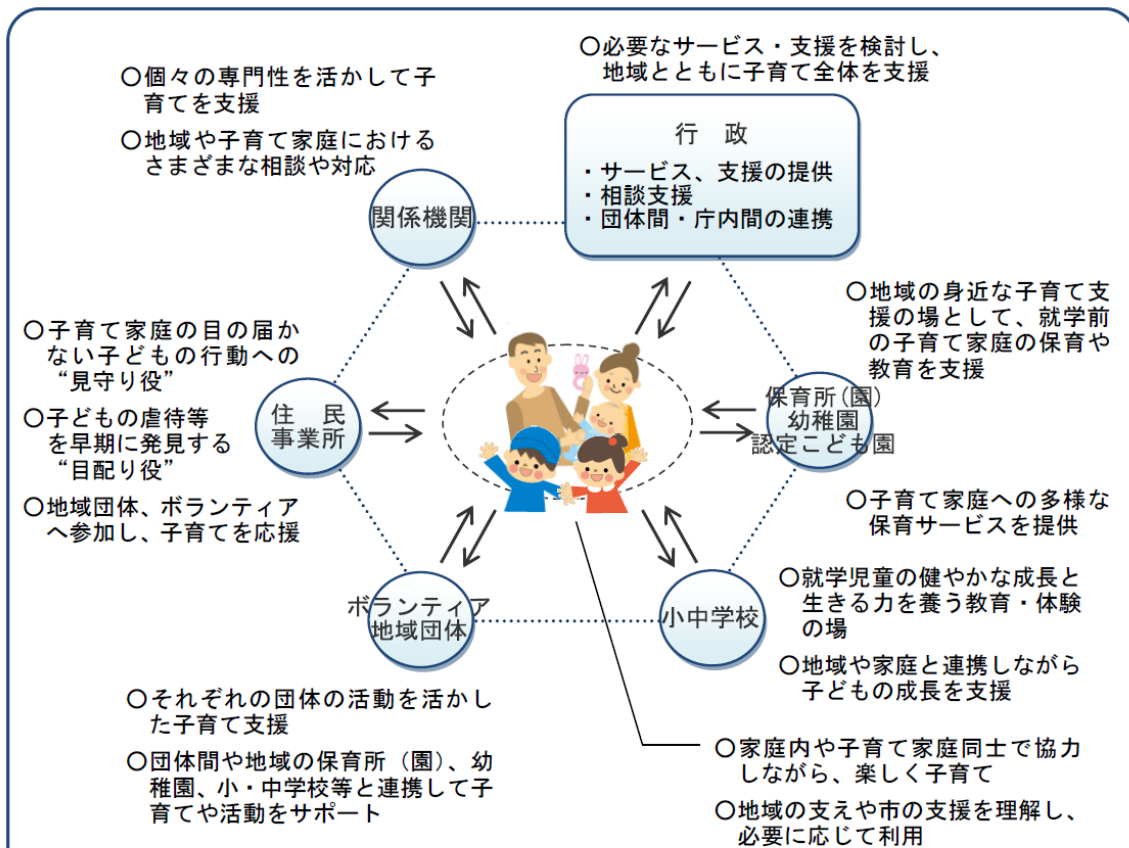 〇個々の専門性を活かして子
育てを支援
〇地域や子育て家庭における
さまざまな相談や対応
関係機関
〇必要なサービス・支援を検討し、
地域とともに子育て全体を支援
行　政
・サービス、支援の提供
・相談支援
・団体間・庁内間の連携
〇子育て家庭の目の届か
ない子どもの行動への
“見守り役”
〇子どもの虐待等
を早期に発見する
“目配り役”
〇地域団体、ボランティア
へ参加し、子育てを応援
住　民
事業所
〇地域の身近な子育て支
援の場として、就学前
の子育て家庭の保育や
教育を支援
保育所（園）
幼稚園
認定こども園
〇子育て家庭への多様な
保育サービスを提供
ボランティア
地域団体
〇それぞれの団体の活動を活かし
た子育て支援
〇団体間や地域の保育所（園）、幼
稚園、小・中学校等と連携して子
育てや活動をサポート
小中学校
〇就学児童の健やかな成長と
生きる力を養う教育・体験
の場
〇地域や家庭と連携しながら
子どもの成長を支援
〇家庭内や子育て家庭同士で協力
しながら、楽しく子育て
〇地域の支えや市の支援を理解し、
必要に応じて利用